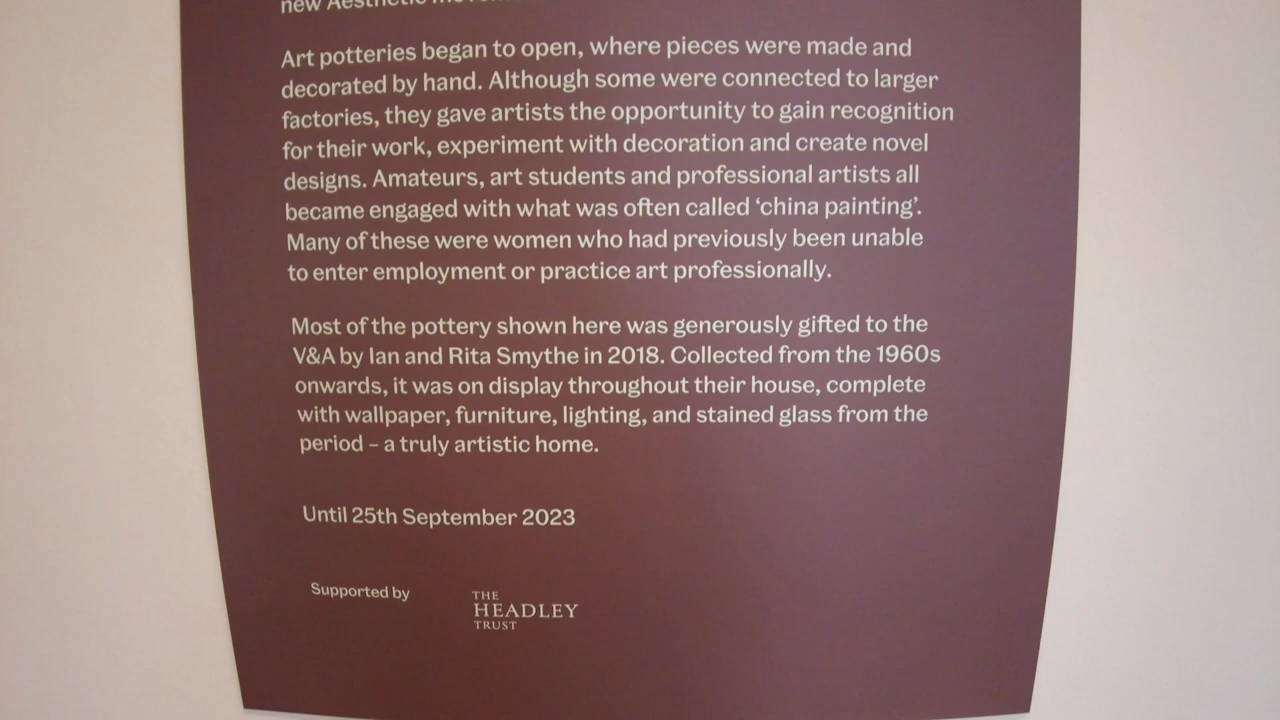 new Aesthetic
Art potteries began to open, where pieces were made and
decorated by hand. Although some were connected to larger
factories, they gave artists the opportunity to gain recognition
for their work, experiment with decoration and create novel
designs. Amateurs, art students and professional artists all
became engaged with what was often called ‘china painting’.
Many of these were women who had previously been unable
to enter employment or practice art professionally.
Most of the pottery shown here was generously gifted to the
V&A by Ian and Rita Smythe in 2018. Collected from the 1960s
onwards, it was on display throughout their house, complete
with wallpaper, furniture, lighting, and stained glass from the
period – a truly artistic home.
Until 25th September 2023
Supported by
THE
HEADLEY
TRUST